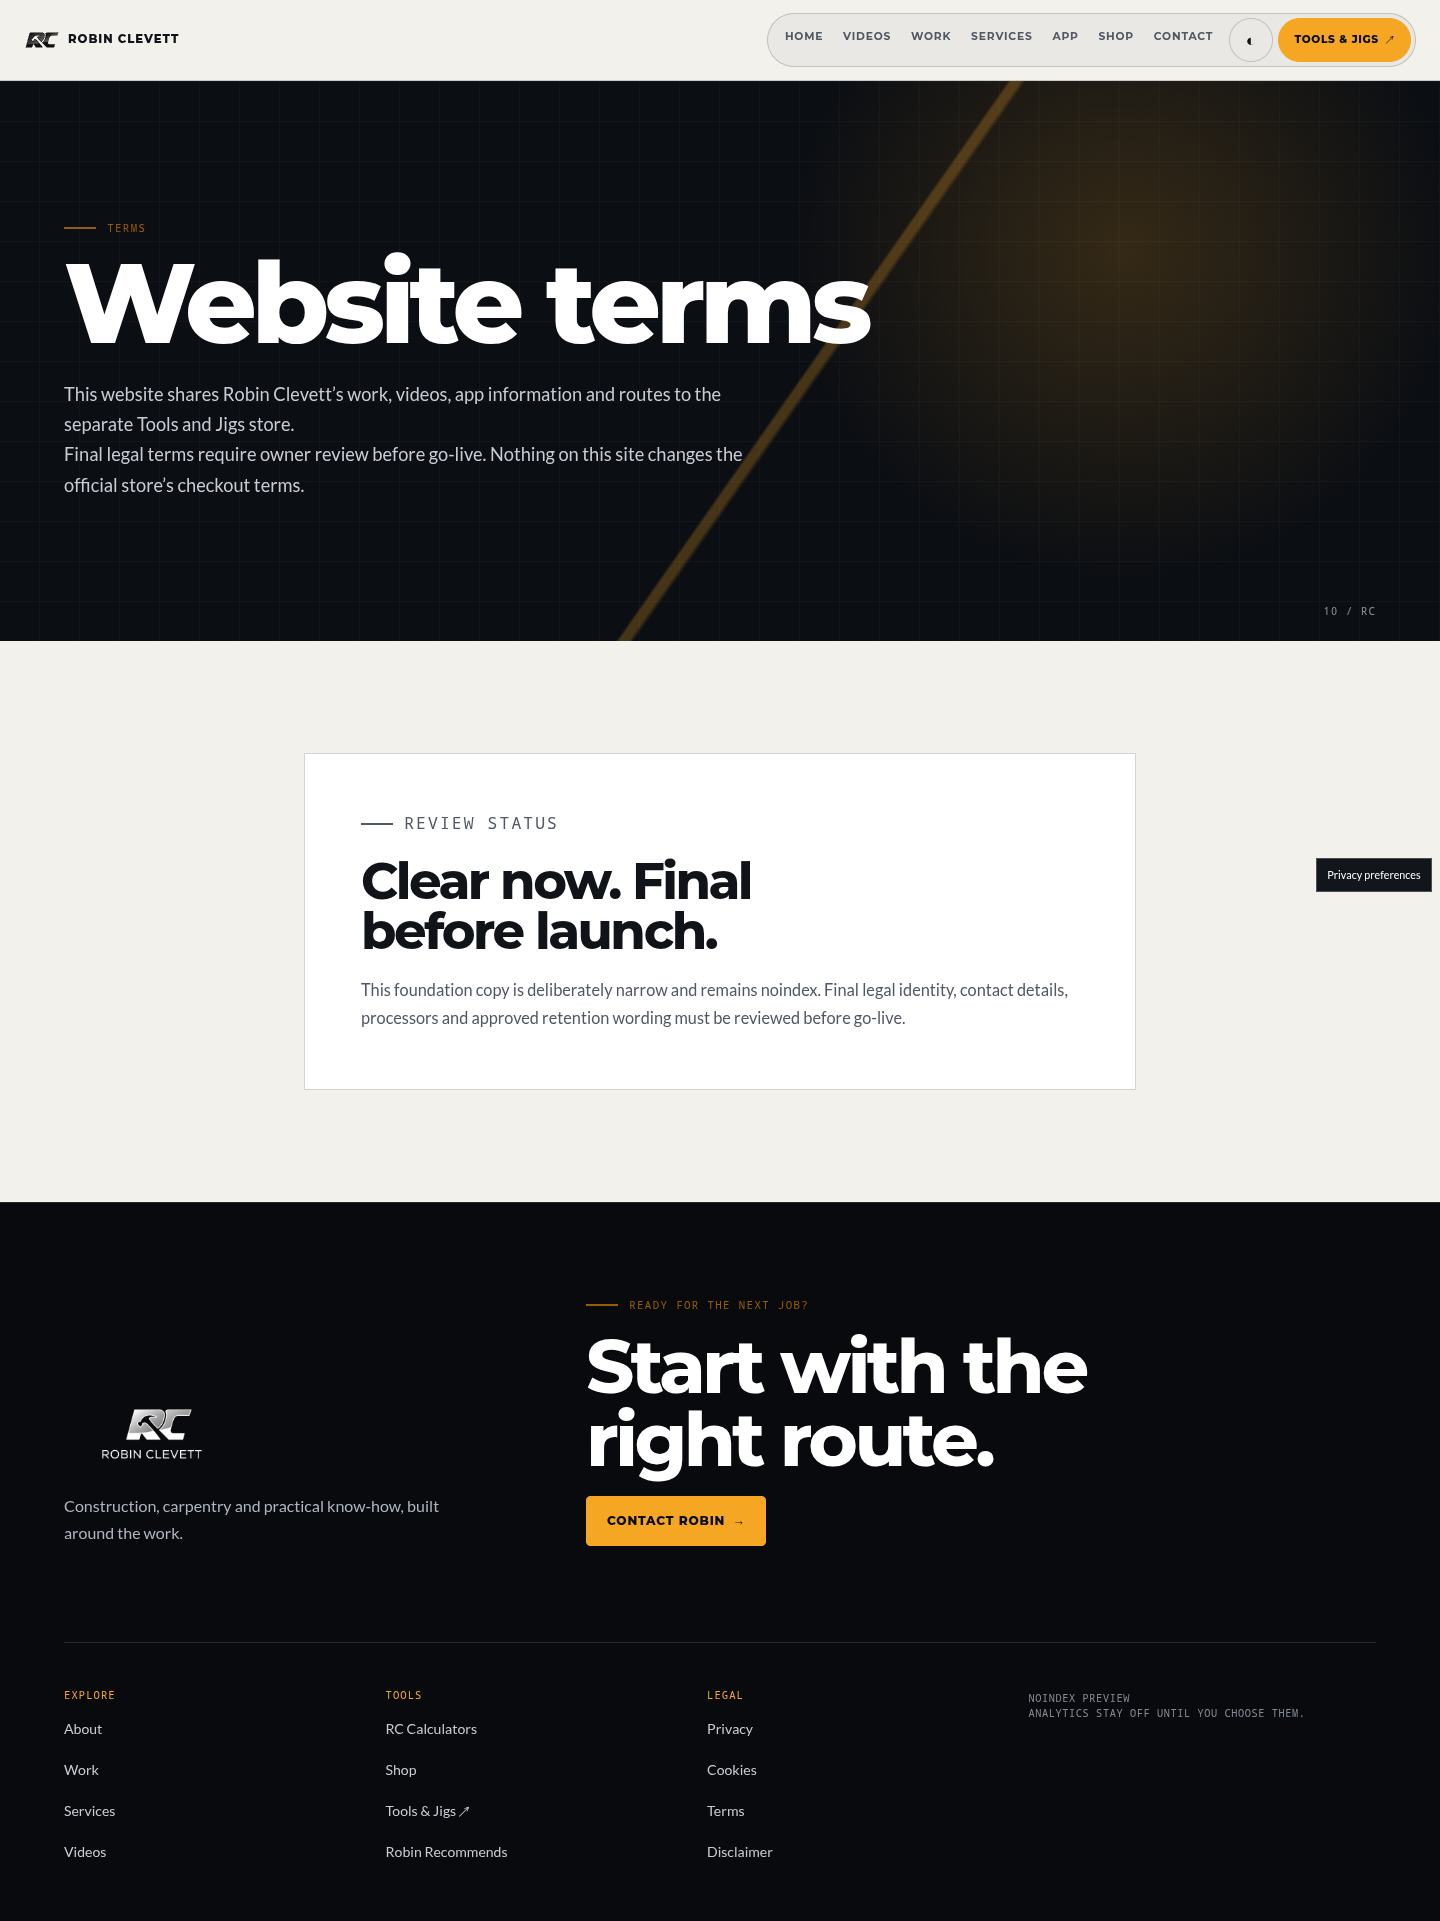 RC ROBIN CLEVETT
HOME VIDEOS WORK SERVICES APP SHOP CONTACT TOOLS & JIGS ↗
TERMS
Website terms
This website shares Robin Clevett’s work, videos, app information and routes to the
separate Tools and Jigs store.
Final legal terms require owner review before go-live. Nothing on this site changes the
official store’s checkout terms.
10 / RC
REVIEW STATUS
Clear now. Final
before launch.
This foundation copy is deliberately narrow and remains noindex. Final legal identity, contact details,
processors and approved retention wording must be reviewed before go-live.
Privacy preferences
READY FOR THE NEXT JOB?
Start with the
right route.
CONTACT ROBIN →
RC
ROBIN CLEVETT
Construction, carpentry and practical know-how, built
around the work.
EXPLORE
About
Work
Services
Videos
TOOLS
RC Calculators
Shop
Tools & Jigs ↗
Robin Recommends
LEGAL
Privacy
Cookies
Terms
Disclaimer
NOINDEX PREVIEW
ANALYTICS STAY OFF UNTIL YOU CHOOSE THEM.